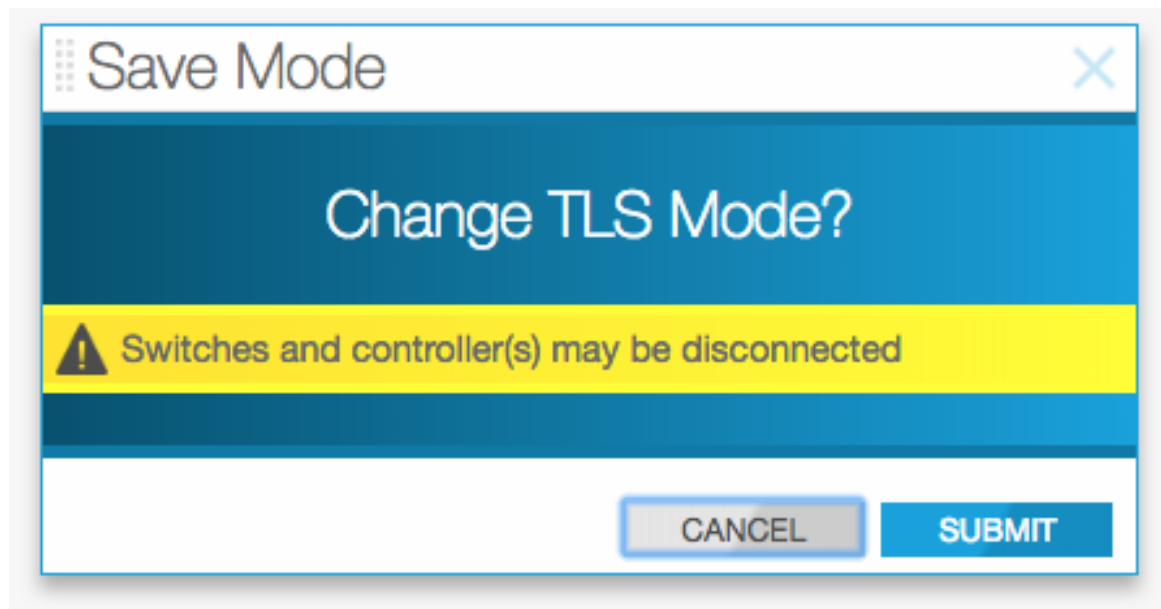 Save Mode
Change TLS Mode?
Switches and controller(s) may be disconnected
CANCEL SUBMIT